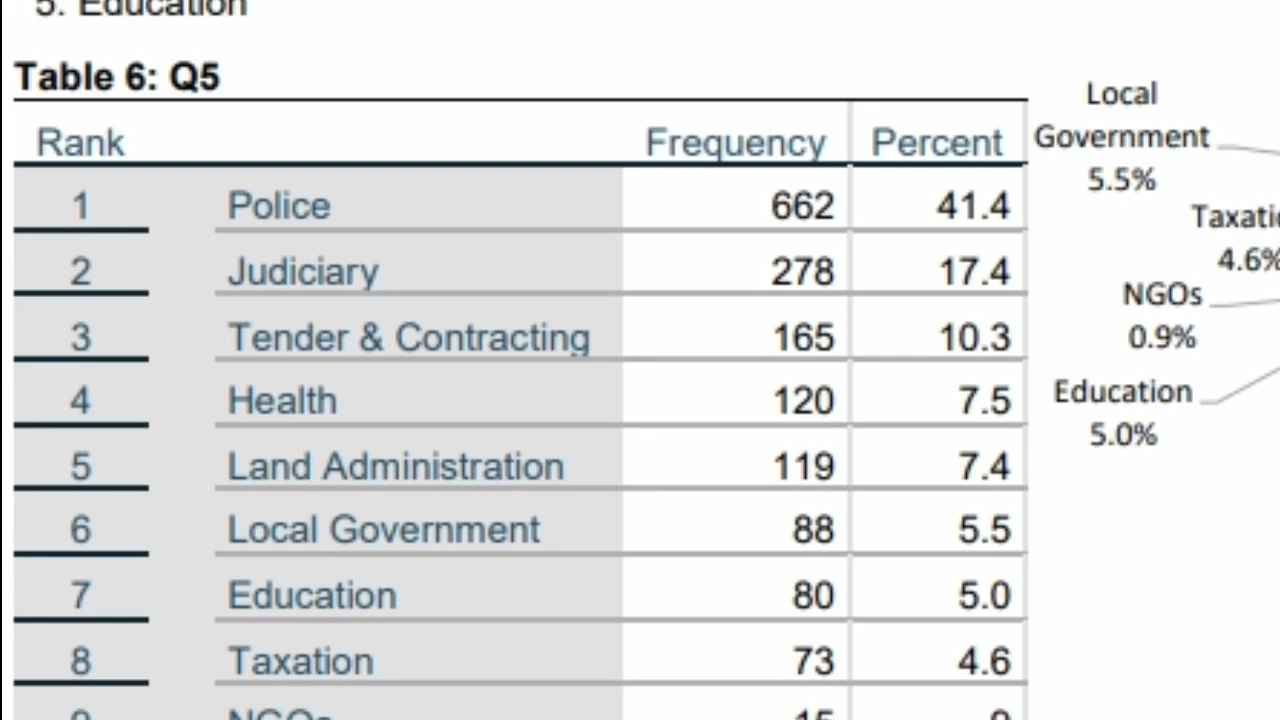 5. Education
Table 6: Q5
Rank Frequency Percent
1 Police 662 41.4
2 Judiciary 278 17.4
3 Tender & Contracting 165 10.3
4 Health 120 7.5
5 Land Administration 119 7.4
6 Local Government 88 5.5
7 Education 80 5.0
8 Taxation 73 4.6
9 NGOs 15
Local
Government
5.5%
4.6%
NGOs
0.9%
Education
5.0%